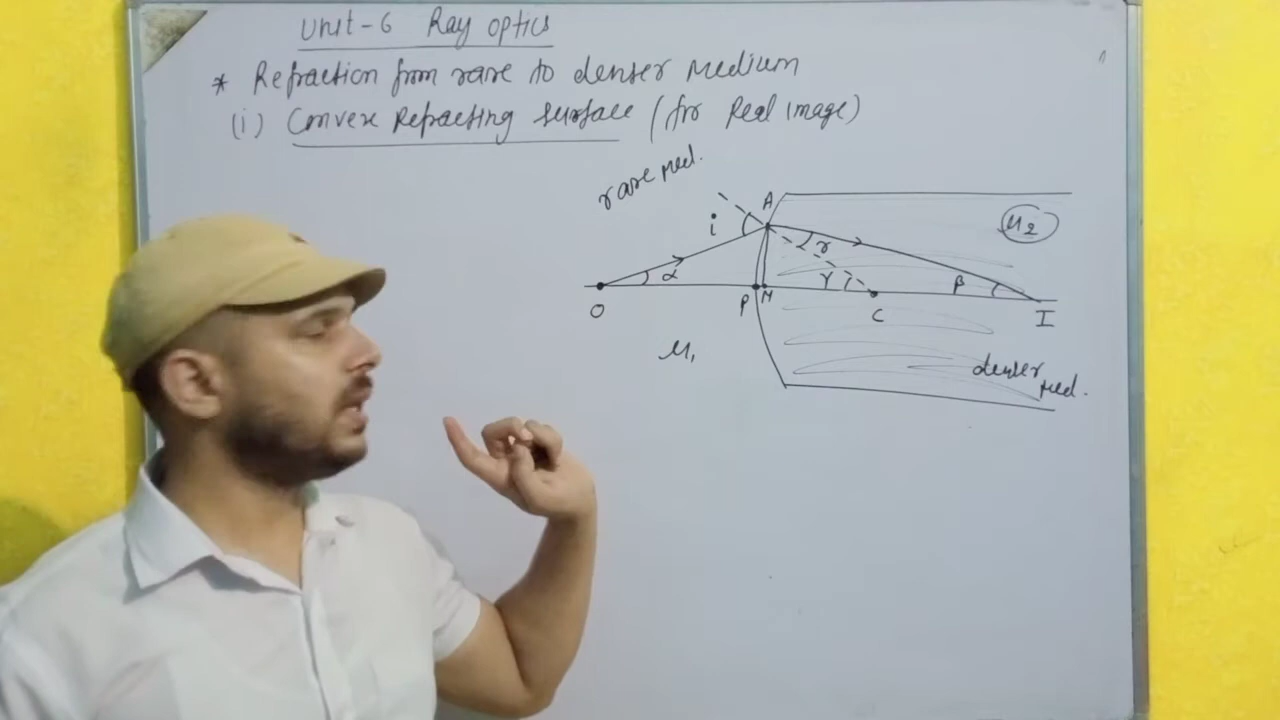 Unit-6 Ray optics
* Refraction from rare to denser Medium
(i) Convex Refracting surface (for Real image)
rare med.
A
i
μ2
r
α
γ
β
O
P M
C
I
μ1
denser med.